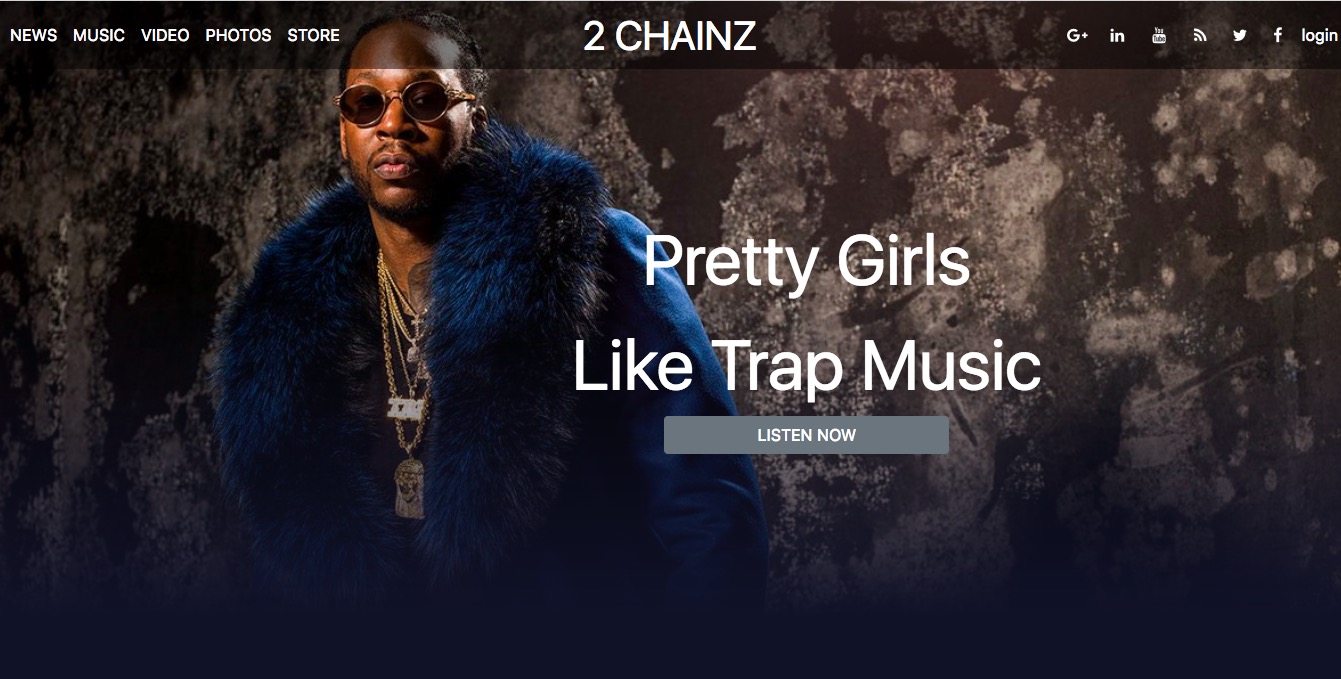 NEWS MUSIC VIDEO PHOTOS STORE
2 CHAINZ
G+ in You Tube f login
Pretty Girls
Like Trap Music
LISTEN NOW